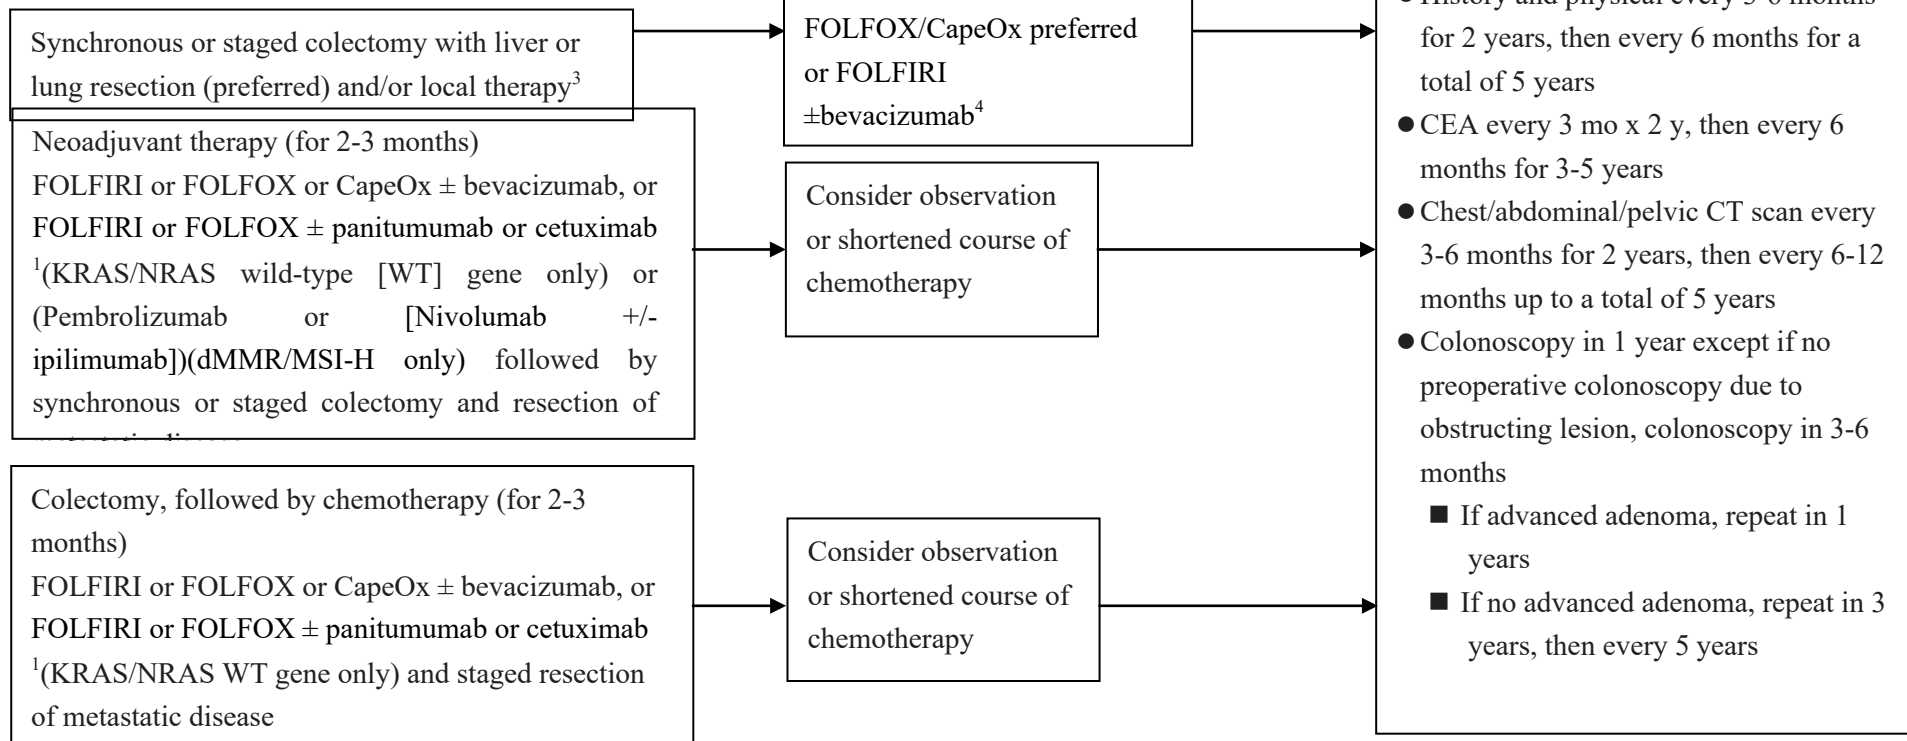 Synchronous or staged colectomy with liver or
lung resection (preferred) and/or local therapy3
Neoadjuvant therapy (for 2-3 months)
FOLFIRI or FOLFOX or CapeOx ± bevacizumab, or
FOLFIRI or FOLFOX ± panitumumab or cetuximab
1(KRAS/NRAS wild-type [WT] gene only) or
(Pembrolizumab or [Nivolumab +/-
ipilimumab])(dMMR/MSI-H only) followed by
synchronous or staged colectomy and resection of
Colectomy, followed by chemotherapy (for 2-3
months)
FOLFIRI or FOLFOX or CapeOx ± bevacizumab, or
FOLFIRI or FOLFOX ± panitumumab or cetuximab
1(KRAS/NRAS WT gene only) and staged resection
of metastatic disease
FOLFOX/CapeOx preferred
or FOLFIRI
±bevacizumab4
Consider observation
or shortened course of
chemotherapy
Consider observation
or shortened course of
chemotherapy
● History and physical every 3-6 months
for 2 years, then every 6 months for a
total of 5 years
● CEA every 3 mo x 2 y, then every 6
months for 3-5 years
● Chest/abdominal/pelvic CT scan every
3-6 months for 2 years, then every 6-12
months up to a total of 5 years
● Colonoscopy in 1 year except if no
preoperative colonoscopy due to
obstructing lesion, colonoscopy in 3-6
months
■ If advanced adenoma, repeat in 1
years
■ If no advanced adenoma, repeat in 3
years, then every 5 years